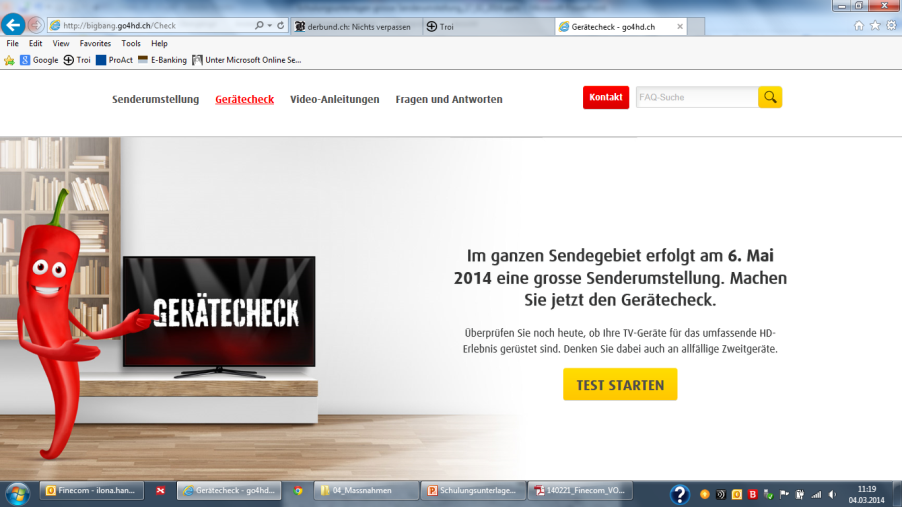 http://bigbang.go4hd.ch/Check
derbund.ch: Nichts verpassen
Troi
Gerätecheck - go4hd.ch
File Edit View Favorites Tools Help
Google Troi ProAct E-Banking Unter Microsoft Online Se...
Senderumstellung Gerätecheck Video-Anleitungen Fragen und Antworten Kontakt FAQ-Suche
GERÄTECHECK
Im ganzen Sendegebiet erfolgt am 6. Mai
2014 eine grosse Senderumstellung. Machen
Sie jetzt den Gerätecheck.
Überprüfen Sie noch heute, ob Ihre TV-Geräte für das umfassende HD-
Erlebnis gerüstet sind. Denken Sie dabei auch an allfällige Zweitgeräte.
TEST STARTEN
Finecom - ilona.han... Gerätecheck - go4hd... 04_Massnahmen Schulungsunterlage... 140221_Finecom_VO...
11:19
04.03.2014